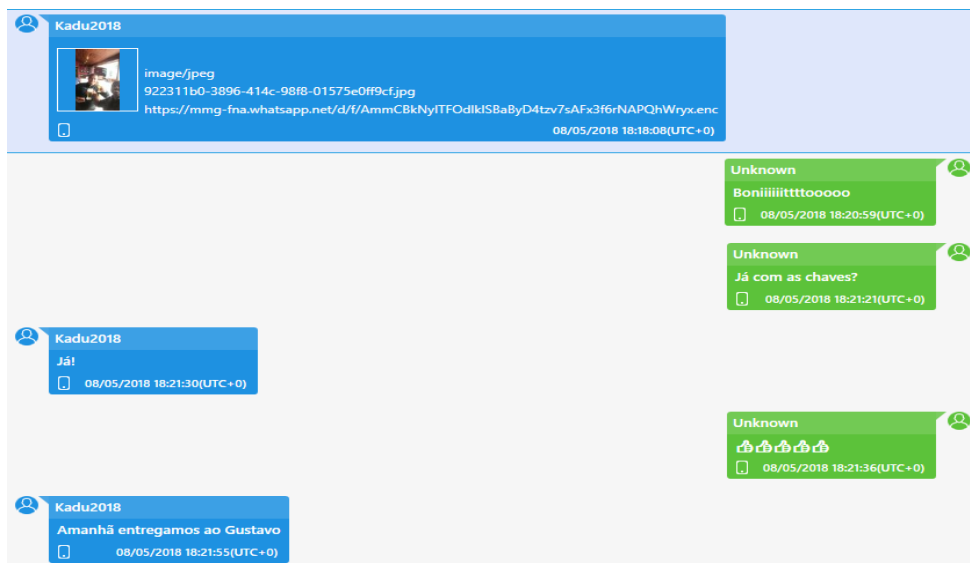 Kadu2018
image/jpeg
922311b0-3896-414c-98f8-01575e0ff9cf.jpg
https://mmg-fna.whatsapp.net/d/f/AmmCBkNyITFOdIkISBaByD4tzv7sAFx3f6rNAPQhWryx.enc
08/05/2018 18:18:08(UTC+0)
Unknown
Boniiiiiittttooooo
08/05/2018 18:20:59(UTC+0)
Unknown
Já com as chaves?
08/05/2018 18:21:21(UTC+0)
Kadu2018
Já!
08/05/2018 18:21:30(UTC+0)
Unknown
👍👍👍👍👍
08/05/2018 18:21:36(UTC+0)
Kadu2018
Amanhã entregamos ao Gustavo
08/05/2018 18:21:55(UTC+0)